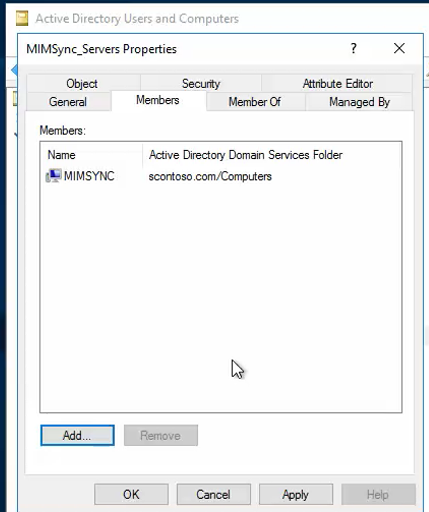 Active Directory Users and Computers
MIMSync_Servers Properties ?
Object Security Attribute Editor
General Members Member Of Managed By
Members:
Name Active Directory Domain Services Folder
MIMSYNC scontoso.com/Computers
Add... Remove
OK Cancel Apply Help